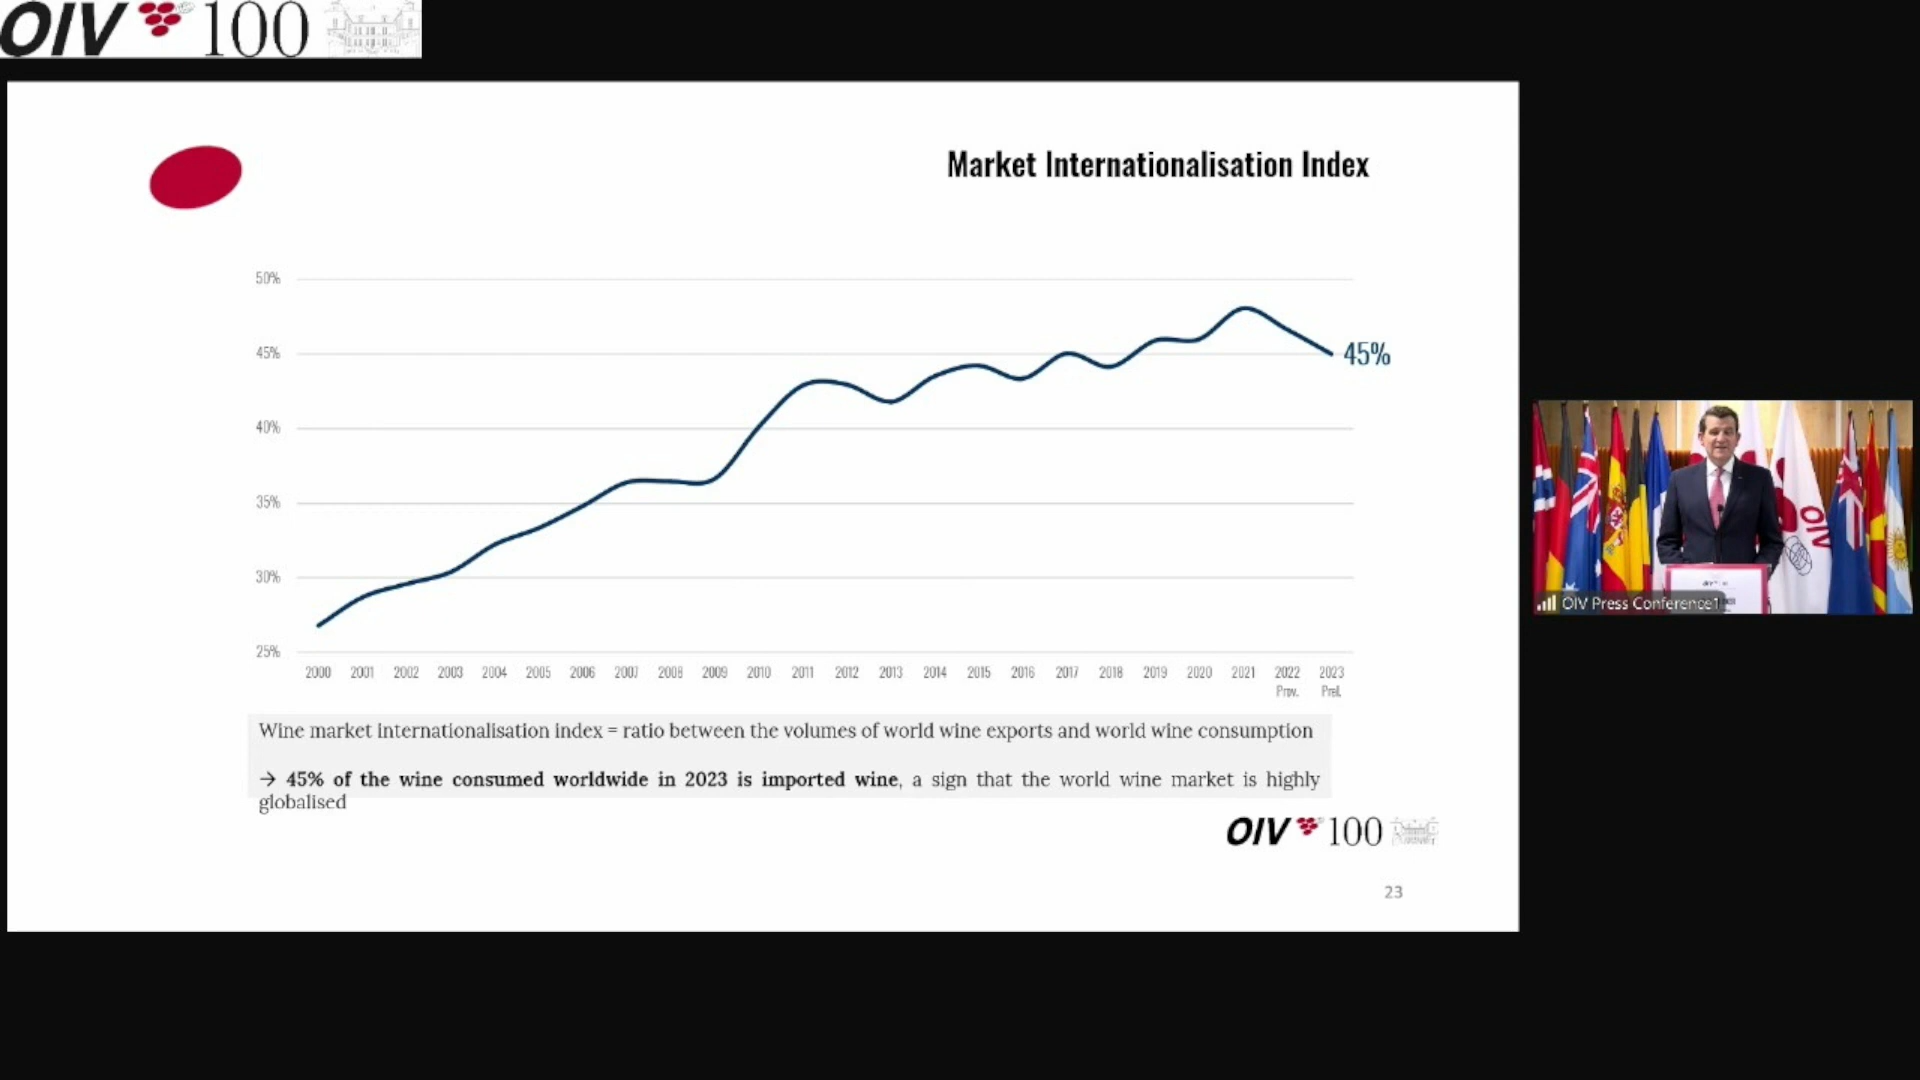 OIV 100
Market Internationalisation Index
50%
45%
45%
40%
35%
30%
25%
2000 2001 2002 2003 2004 2005 2006 2007 2008 2009 2010 2011 2012 2013 2014 2015 2016 2017 2018 2019 2020 2021 2022 2023
Prov. Prel.
Wine market internationalisation index = ratio between the volumes of world wine exports and world wine consumption
→ 45% of the wine consumed worldwide in 2023 is imported wine, a sign that the world wine market is highly
globalised
OIV 100
23
OIV
OIV Press Conference1